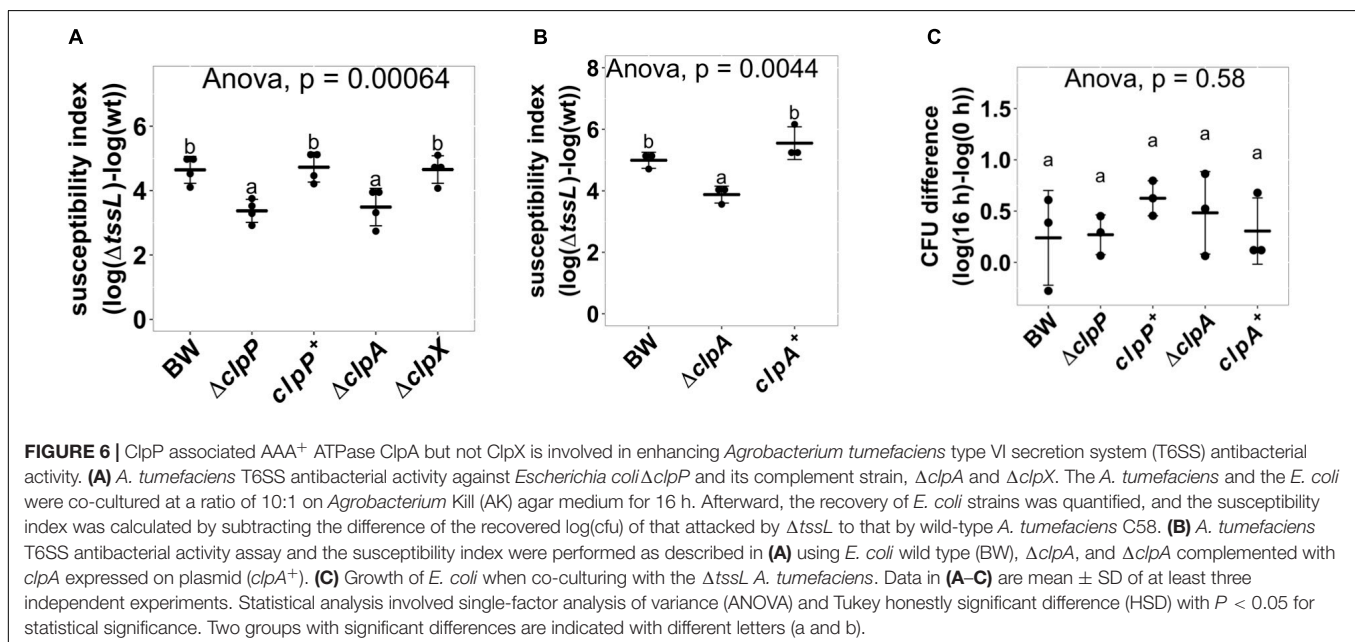 A
Anova, p = 0.00064
susceptibility index
(log(ΔtssL)-log(wt))
6
4
2
0
b
a
b
a
b
BW
ΔclpP
clpP⁺
ΔclpA
ΔclpX
B
Anova, p = 0.0044
susceptibility index
(log(ΔtssL)-log(wt))
8
6
4
2
0
b
a
b
BW
ΔclpA
clpA⁺
C
Anova, p = 0.58
CFU difference
(log(16 h)-log(0 h))
1.5
1.0
0.5
0.0
a
a
a
a
a
BW
ΔclpP
clpP⁺
ΔclpA
clpA⁺
FIGURE 6 | ClpP associated AAA⁺ ATPase ClpA but not ClpX is involved in enhancing Agrobacterium tumefaciens type VI secretion system (T6SS) antibacterial
activity. (A) A. tumefaciens T6SS antibacterial activity against Escherichia coliΔclpP and its complement strain, ΔclpA and ΔclpX. The A. tumefaciens and the E. coli
were co-cultured at a ratio of 10:1 on Agrobacterium Kill (AK) agar medium for 16 h. Afterward, the recovery of E. coli strains was quantified, and the susceptibility
index was calculated by subtracting the difference of the recovered log(cfu) of that attacked by ΔtssL to that by wild-type A. tumefaciens C58. (B) A. tumefaciens
T6SS antibacterial activity assay and the susceptibility index were performed as described in (A) using E. coli wild type (BW), ΔclpA, and ΔclpA complemented with
clpA expressed on plasmid (clpA⁺). (C) Growth of E. coli when co-culturing with the ΔtssL A. tumefaciens. Data in (A–C) are mean ± SD of at least three
independent experiments. Statistical analysis involved single-factor analysis of variance (ANOVA) and Tukey honestly significant difference (HSD) with P < 0.05 for
statistical significance. Two groups with significant differences are indicated with different letters (a and b).